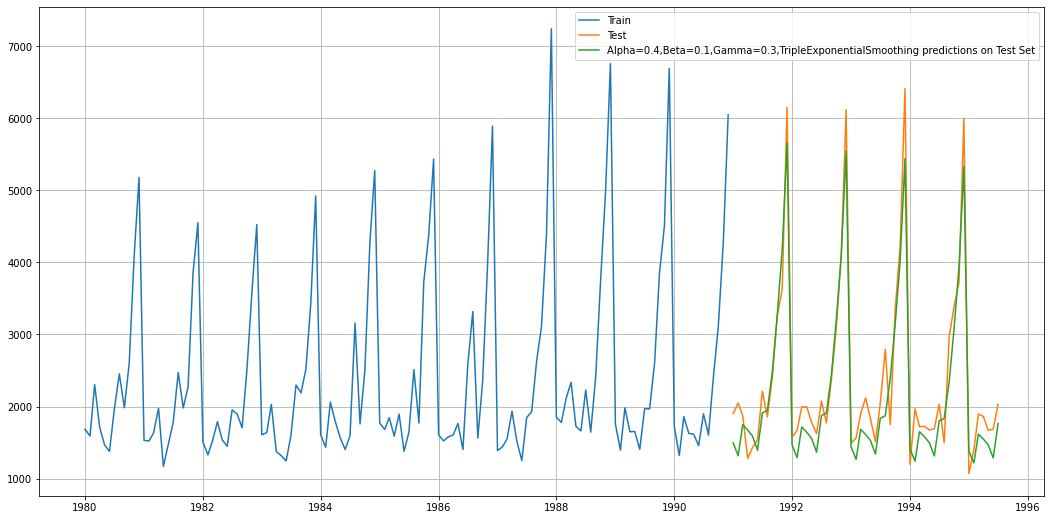 Train
Test
Alpha=0.4,Beta=0.1,Gamma=0.3,TripleExponentialSmoothing predictions on Test Set
7000
6000
5000
4000
3000
2000
1000
1980 1982 1984 1986 1988 1990 1992 1994 1996